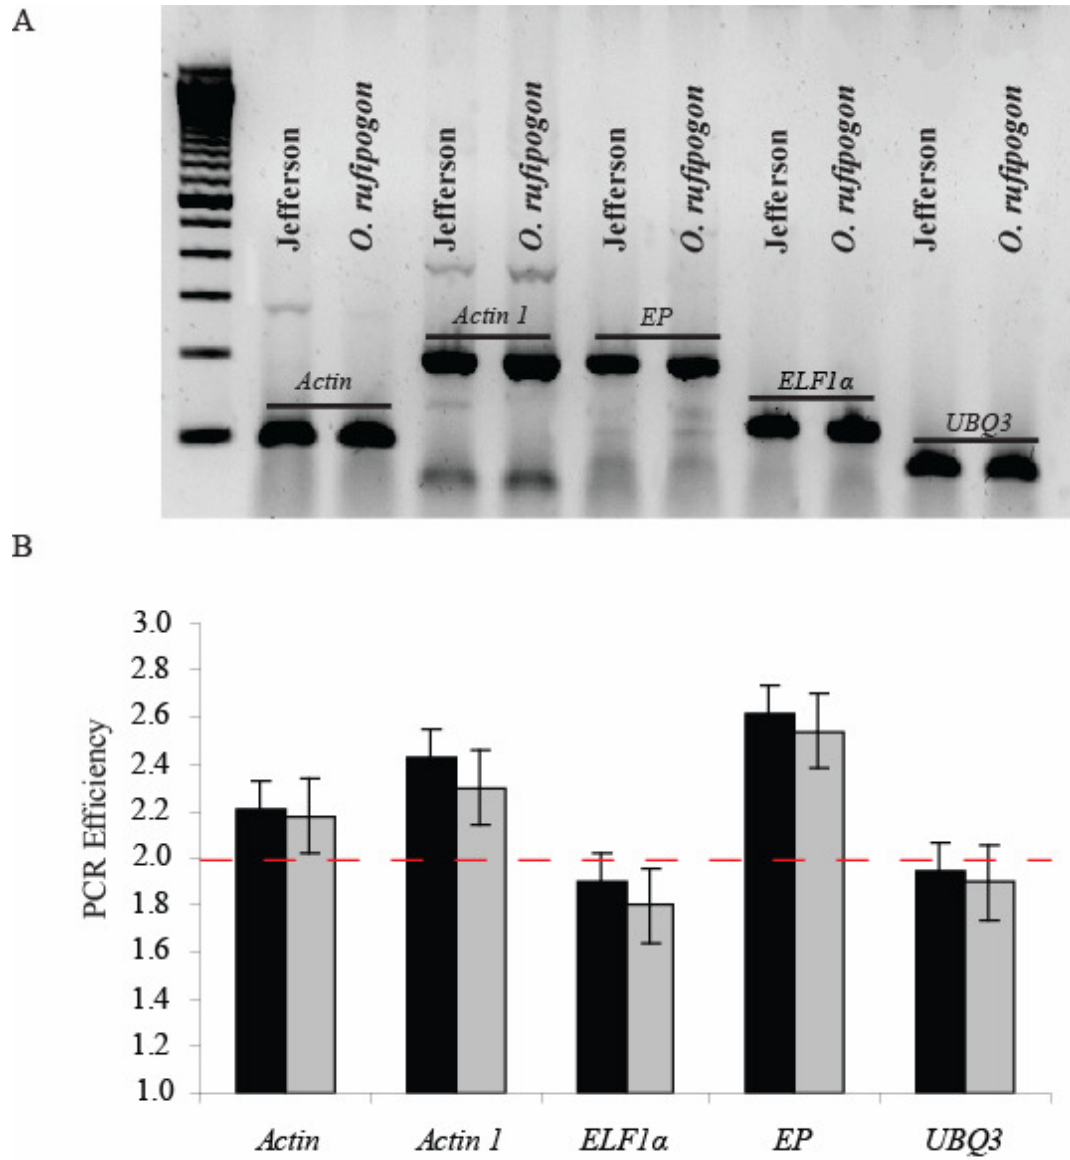 A
Jefferson
O. rufipogon
Jefferson
O. rufipogon
Jefferson
O. rufipogon
Jefferson
O. rufipogon
Jefferson
O. rufipogon
Actin
Actin 1
EP
ELF1α
UBQ3
B
PCR Efficiency
3.0
2.8
2.6
2.4
2.2
2.0
1.8
1.6
1.4
1.2
1.0
Actin
Actin 1
ELF1α
EP
UBQ3